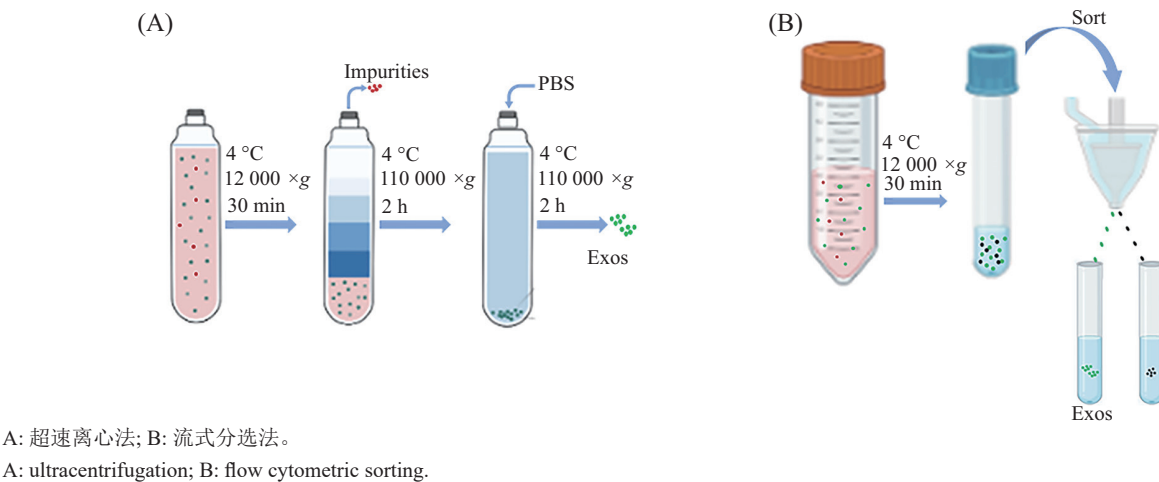 (A)
Impurities
PBS
4 °C
12 000 ×g
30 min
4 °C
110 000 ×g
2 h
4 °C
110 000 ×g
2 h
Exos
(B)
Sort
4 °C
12 000 ×g
30 min
Exos
A: 超速离心法; B: 流式分选法。
A: ultracentrifugation; B: flow cytometric sorting.